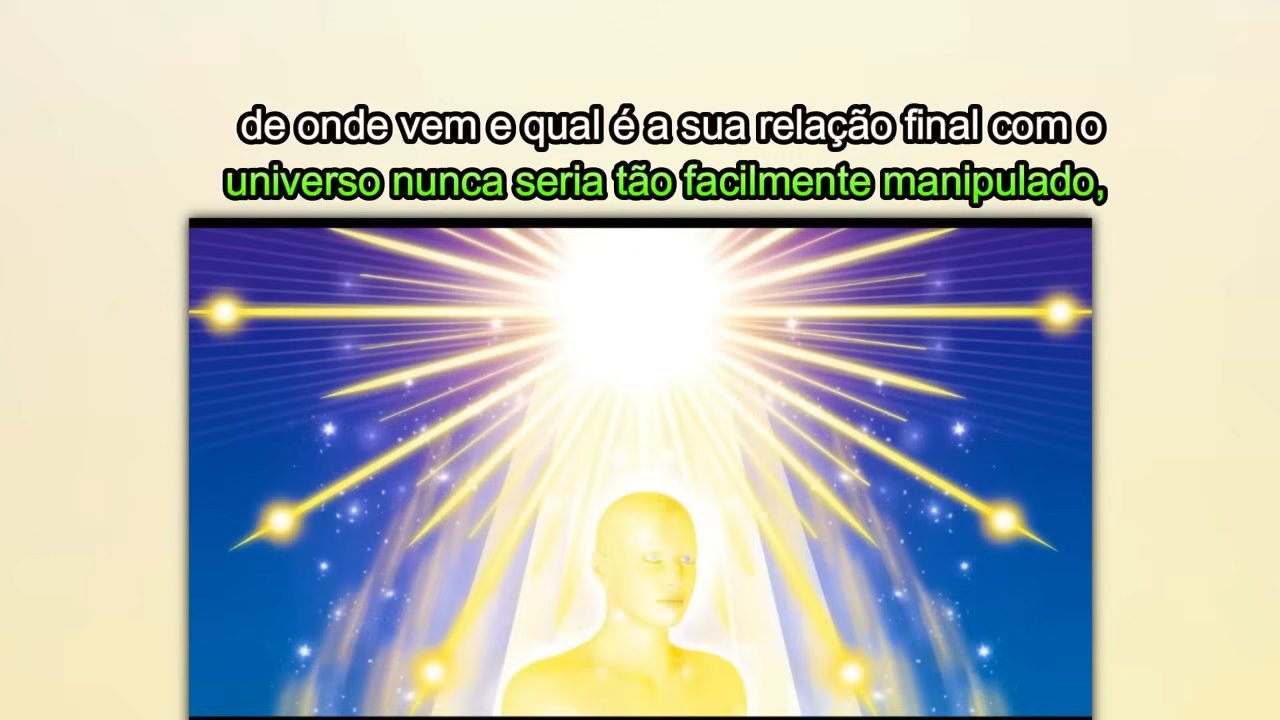 de onde vem e qual é a sua relação final com o
universo nunca seria tão facilmente manipulado,